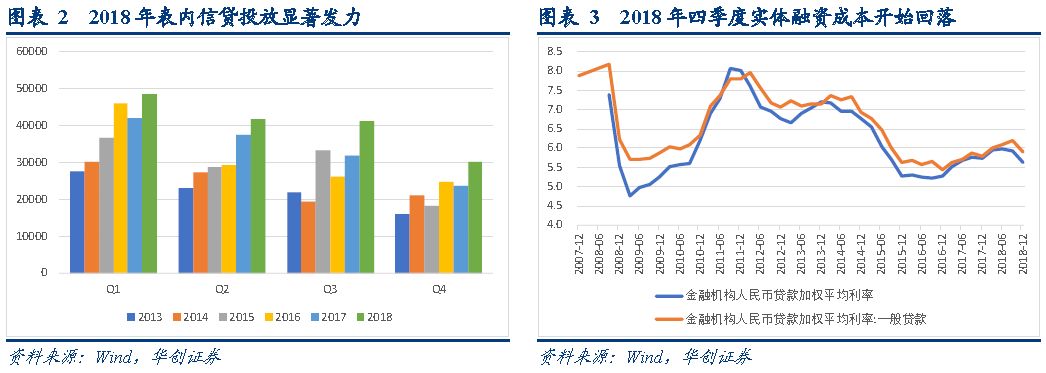 图表 2 2018 年表内信贷投放显著发力
60000
50000
40000
30000
20000
10000
0
Q1 Q2 Q3 Q4
2013 2014 2015 2016 2017 2018
资料来源：Wind，华创证券
图表 3 2018 年四季度实体融资成本开始回落
8.5
8.0
7.5
7.0
6.5
6.0
5.5
5.0
4.5
4.0
2007-12 2008-06 2008-12 2009-06 2009-12 2010-06 2010-12 2011-06 2011-12 2012-06 2012-12 2013-06 2013-12 2014-06 2014-12 2015-06 2015-12 2016-06 2016-12 2017-06 2017-12 2018-06 2018-12
金融机构人民币贷款加权平均利率
金融机构人民币贷款加权平均利率:一般贷款
资料来源：Wind，华创证券